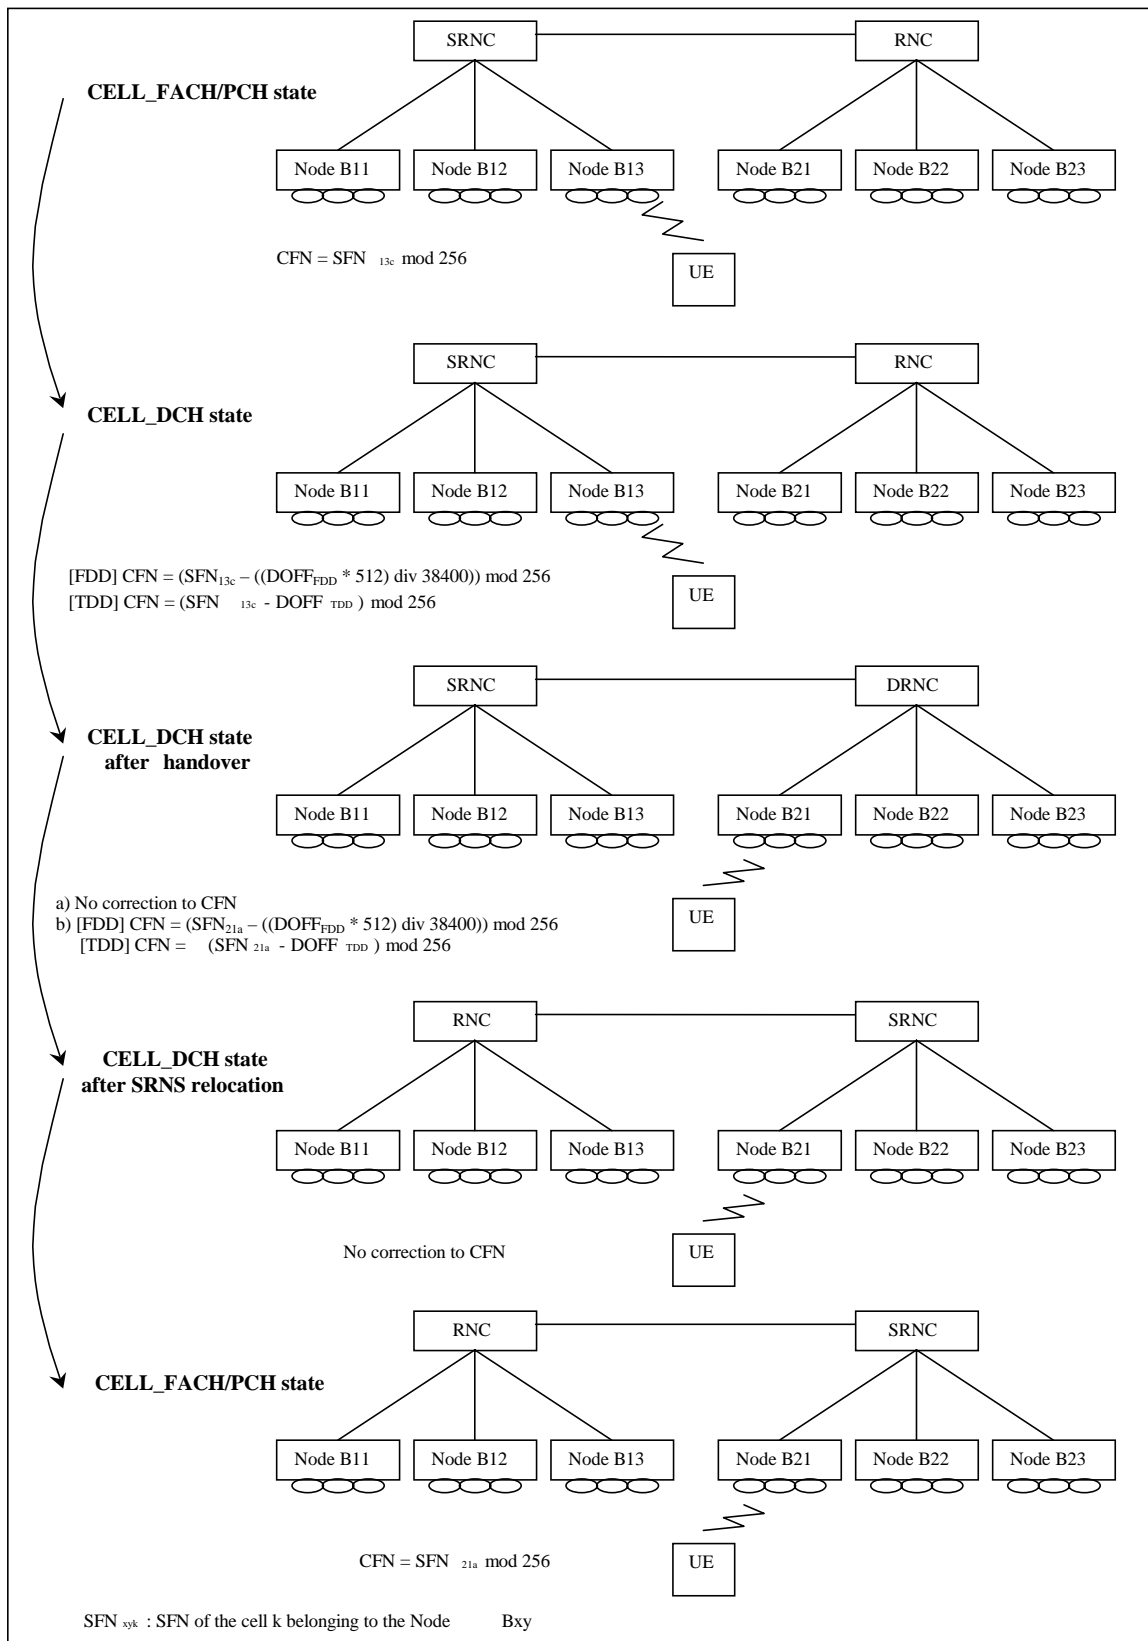 SRNC RNC
CELL_FACH/PCH state
Node B11 Node B12 Node B13 Node B21 Node B22 Node B23
CFN = SFN 13c mod 256
UE
SRNC RNC
CELL_DCH state
Node B11 Node B12 Node B13 Node B21 Node B22 Node B23
[FDD] CFN = (SFN13c – ((DOFFFDD * 512) div 38400)) mod 256
[TDD] CFN = (SFN 13c - DOFF TDD ) mod 256
UE
SRNC DRNC
CELL_DCH state
after handover
Node B11 Node B12 Node B13 Node B21 Node B22 Node B23
a) No correction to CFN
b) [FDD] CFN = (SFN21a – ((DOFFFDD * 512) div 38400)) mod 256
[TDD] CFN = (SFN 21a - DOFF TDD ) mod 256
UE
RNC SRNC
CELL_DCH state
after SRNS relocation
Node B11 Node B12 Node B13 Node B21 Node B22 Node B23
No correction to CFN
UE
RNC SRNC
CELL_FACH/PCH state
Node B11 Node B12 Node B13 Node B21 Node B22 Node B23
CFN = SFN 21a mod 256
UE
SFN xyk : SFN of the cell k belonging to the Node Bxy